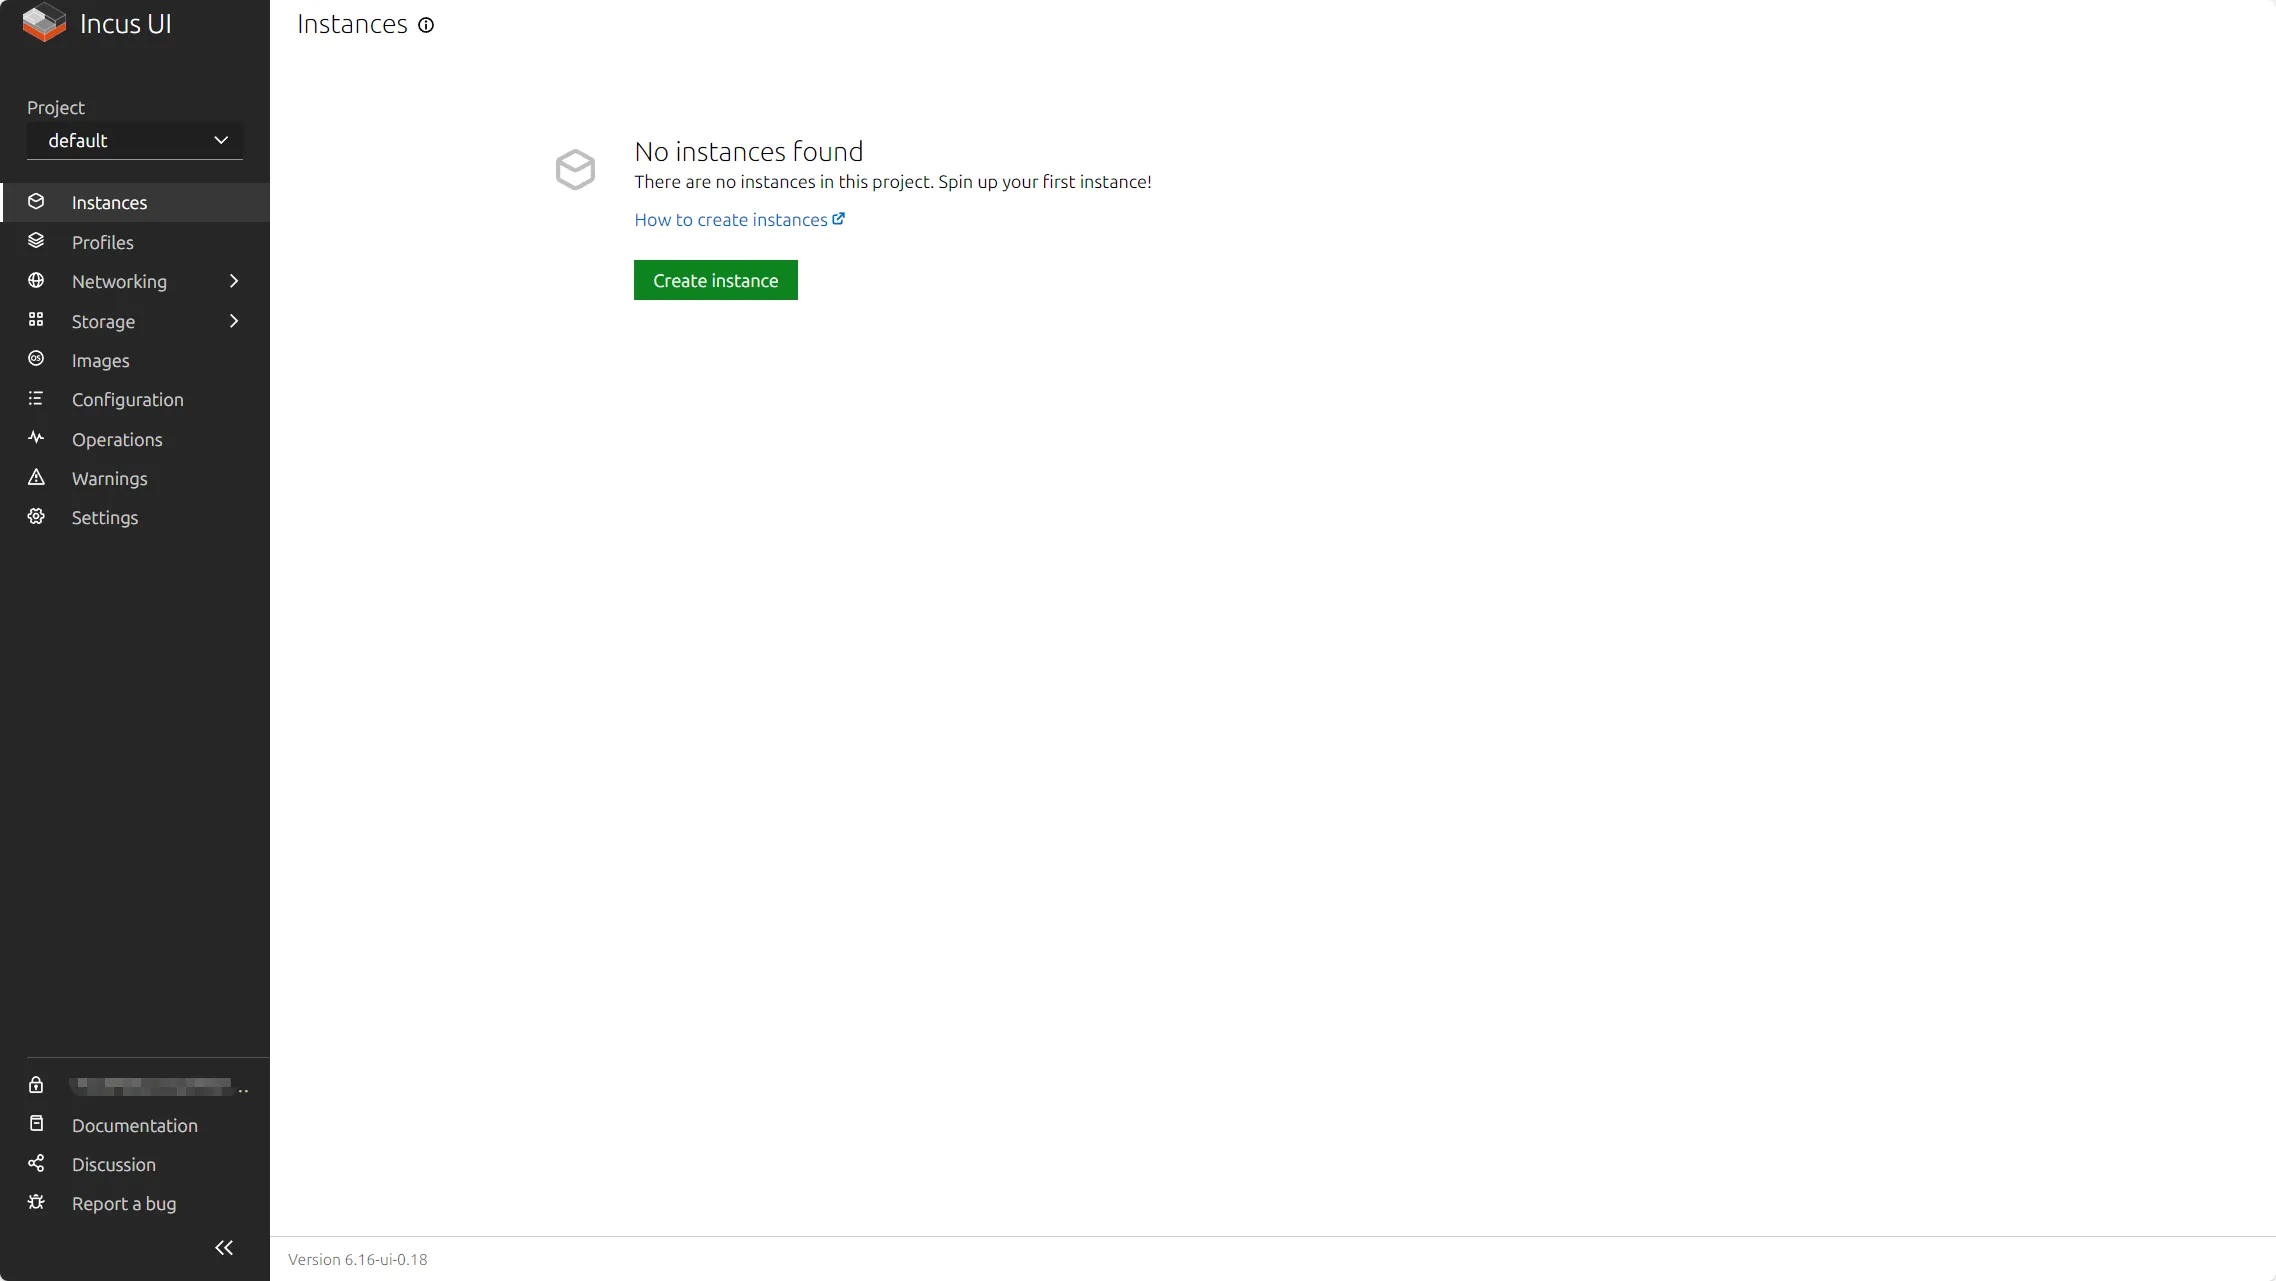 Incus UI
Project
default
Instances
Profiles
Networking
Storage
Images
Configuration
Operations
Warnings
Settings
Documentation
Discussion
Report a bug
Instances
No instances found
There are no instances in this project. Spin up your first instance!
How to create instances
Create instance
Version 6.16-ui-0.18